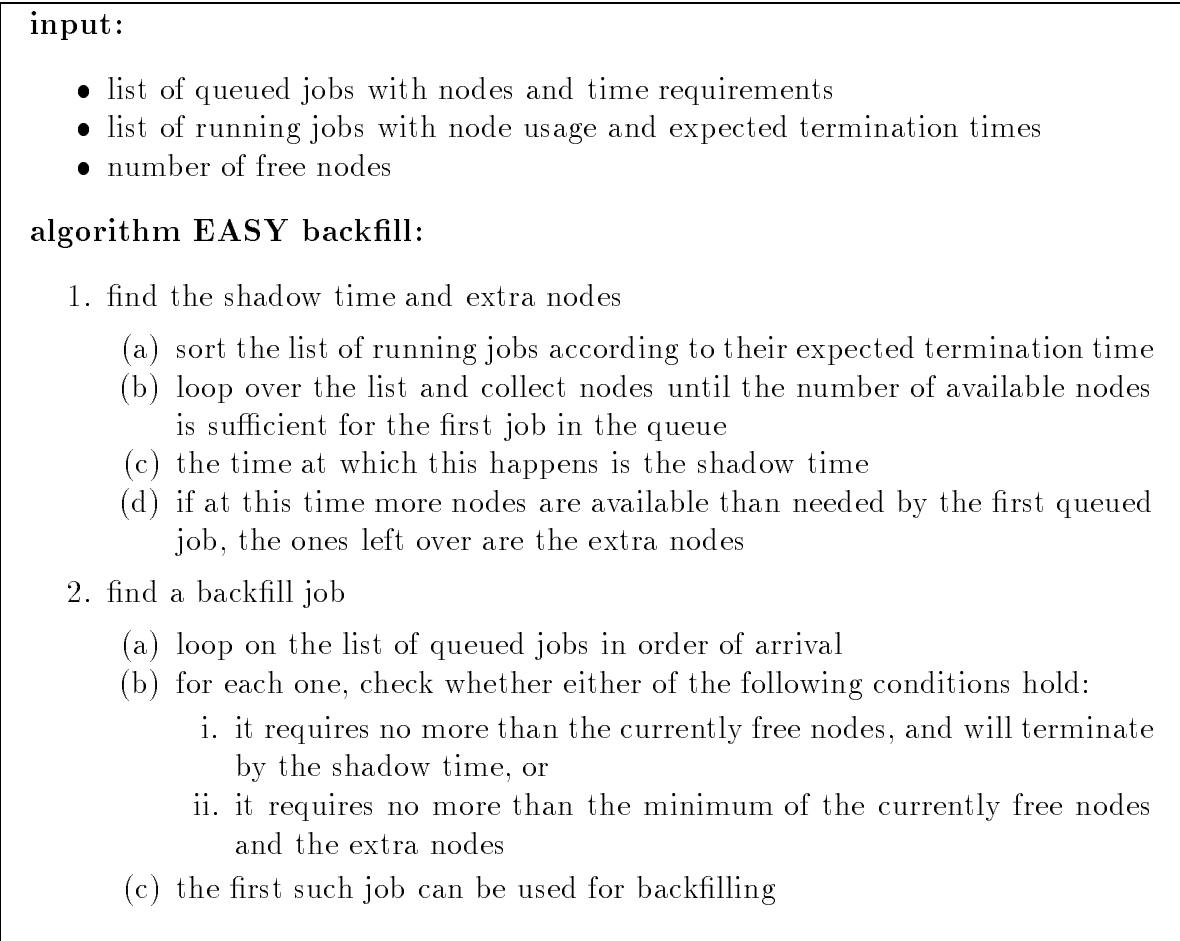 input:
• list of queued jobs with nodes and time requirements
• list of running jobs with node usage and expected termination times
• number of free nodes
algorithm EASY backfill:
1. find the shadow time and extra nodes
(a) sort the list of running jobs according to their expected termination time
(b) loop over the list and collect nodes until the number of available nodes
is sufficient for the first job in the queue
(c) the time at which this happens is the shadow time
(d) if at this time more nodes are available than needed by the first queued
job, the ones left over are the extra nodes
2. find a backfill job
(a) loop on the list of queued jobs in order of arrival
(b) for each one, check whether either of the following conditions hold:
i. it requires no more than the currently free nodes, and will terminate
by the shadow time, or
ii. it requires no more than the minimum of the currently free nodes
and the extra nodes
(c) the first such job can be used for backfilling